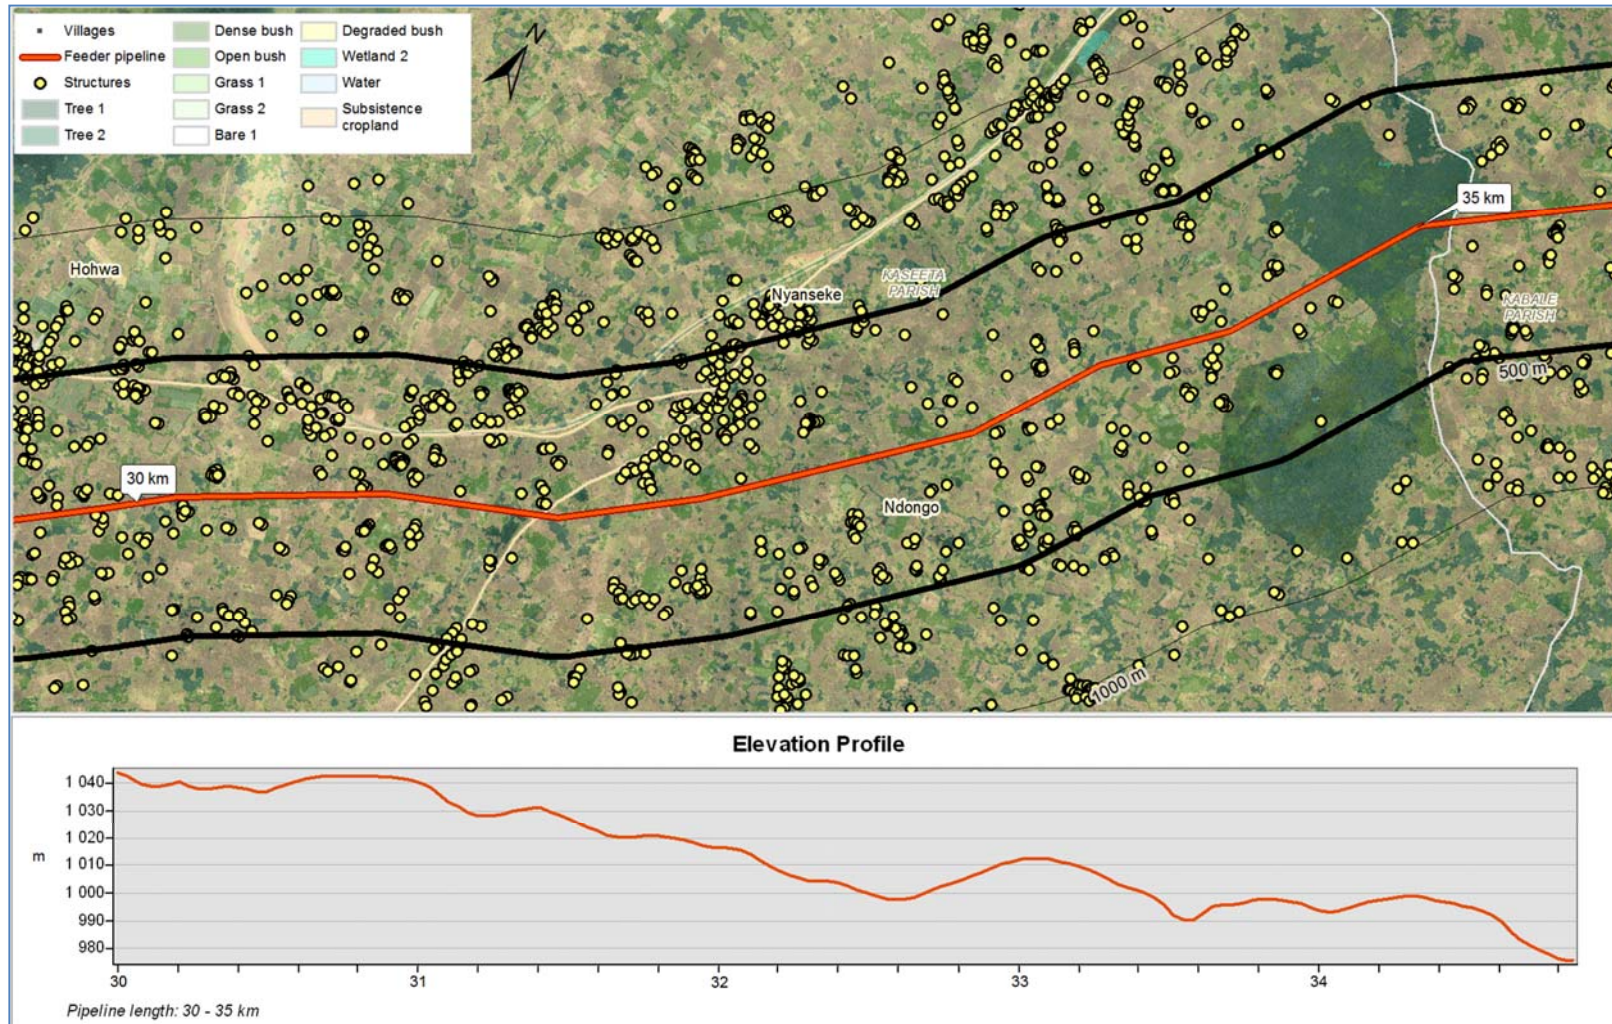 Villages
Feeder pipeline
Structures
Tree 1
Tree 2
Dense bush
Open bush
Grass 1
Grass 2
Bare 1
Degraded bush
Wetland 2
Water
Subsistence
cropland
N
35 km
Hohwa
KASEETA
PARISH
Nyanseke
KABALE
PARISH
500 m
30 km
Ndongo
1000 m
Elevation Profile
1 040
1 030
1 020
m
1 010
1 000
990
980
30 31 32 33 34
Pipeline length: 30 - 35 km